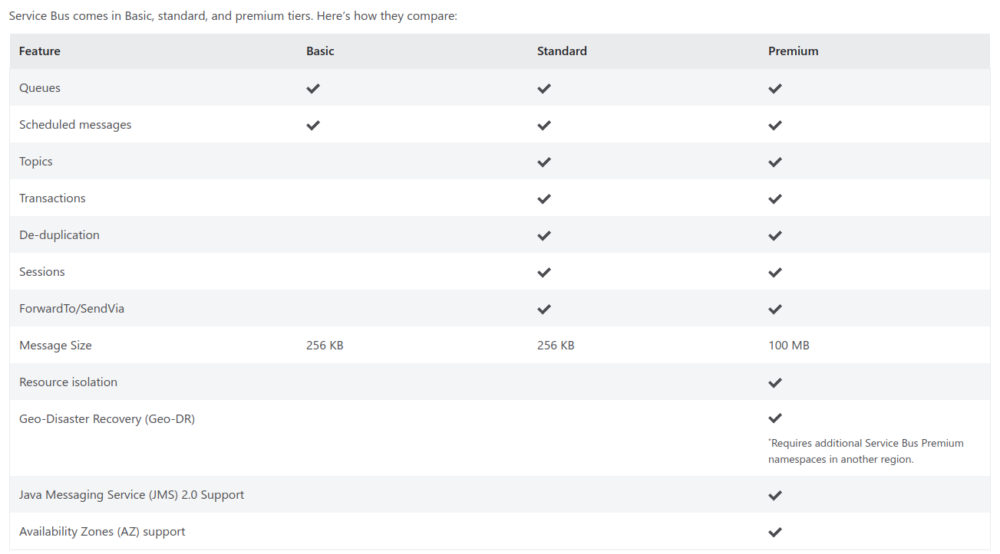 Service Bus comes in Basic, standard, and premium tiers. Here’s how they compare:
Feature Basic Standard Premium
Queues ✔ ✔ ✔
Scheduled messages ✔ ✔ ✔
Topics ✔ ✔
Transactions ✔ ✔
De-duplication ✔ ✔
Sessions ✔ ✔
ForwardTo/SendVia ✔ ✔
Message Size 256 KB 256 KB 100 MB
Resource isolation ✔
Geo-Disaster Recovery (Geo-DR) ✔
*Requires additional Service Bus Premium
namespaces in another region.
Java Messaging Service (JMS) 2.0 Support ✔
Availability Zones (AZ) support ✔